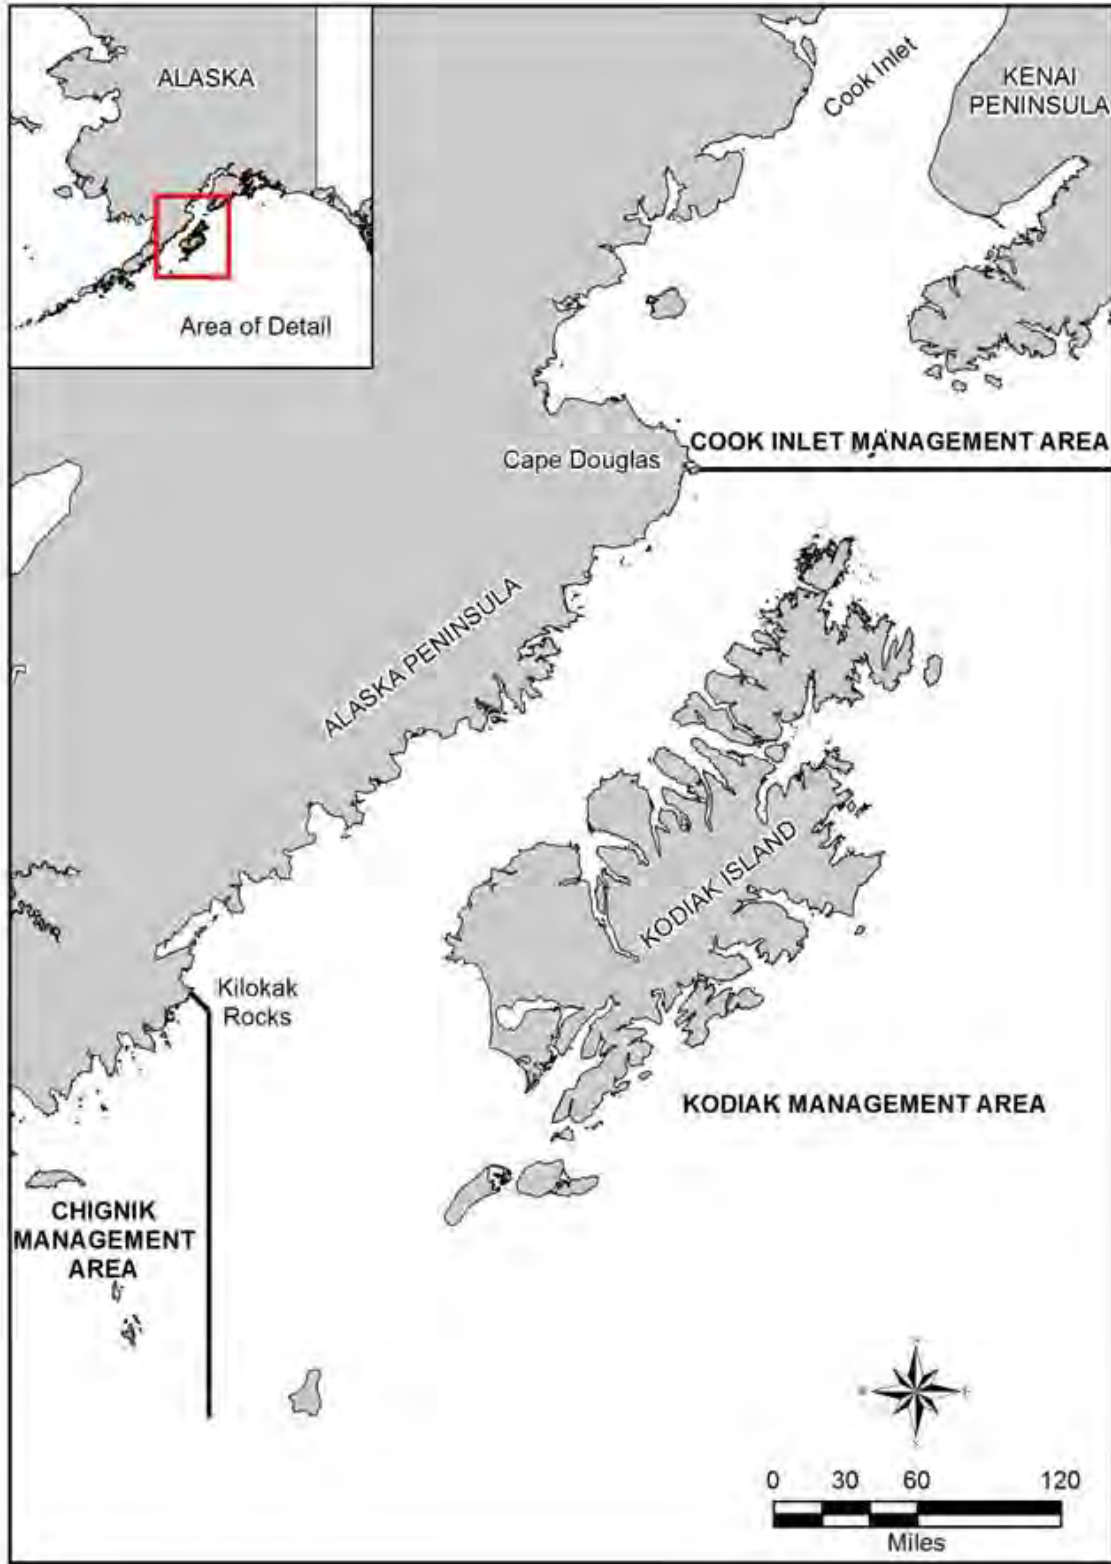 ALASKA
Area of Detail
Cook Inlet
KENAI
PENINSULA
COOK INLET MANAGEMENT AREA
Cape Douglas
ALASKA PENINSULA
KODIAK ISLAND
Kilokak
Rocks
KODIAK MANAGEMENT AREA
CHIGNIK
MANAGEMENT
AREA
0 30 60 120
Miles